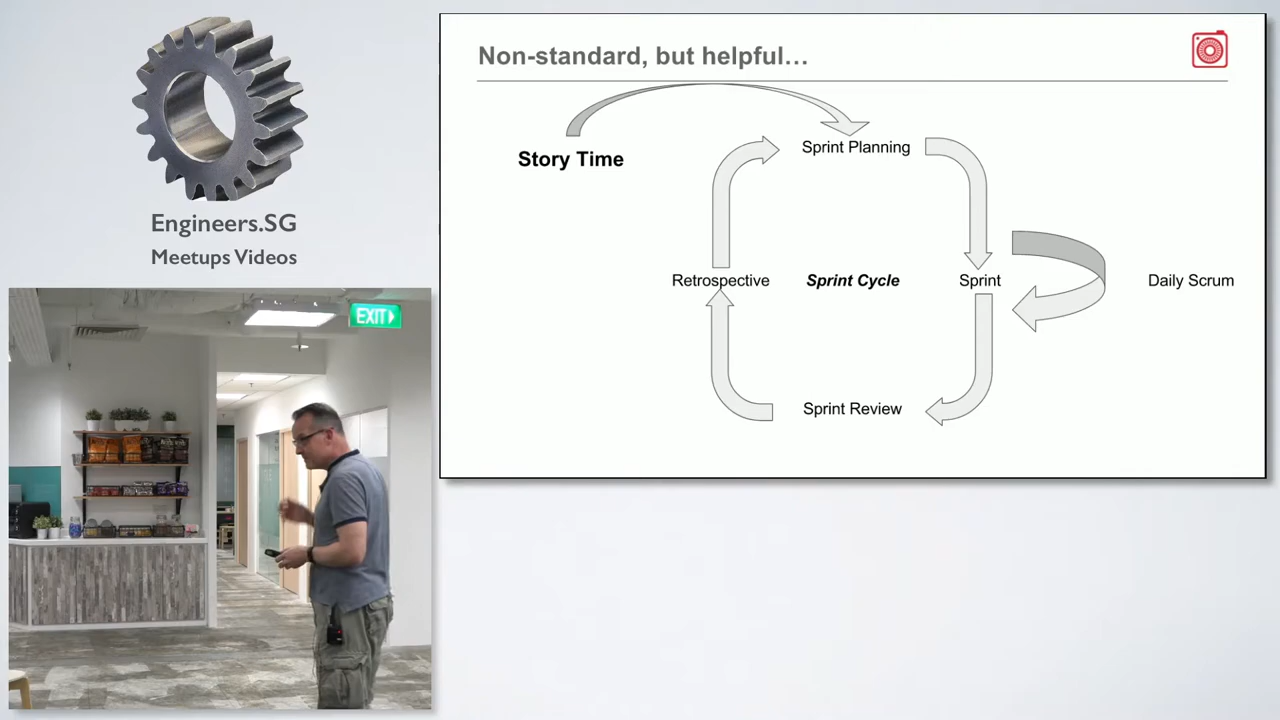 Engineers.SG
Meetups Videos
EXIT
Non-standard, but helpful…
Story Time
Sprint Planning
Retrospective
Sprint Cycle
Sprint
Daily Scrum
Sprint Review